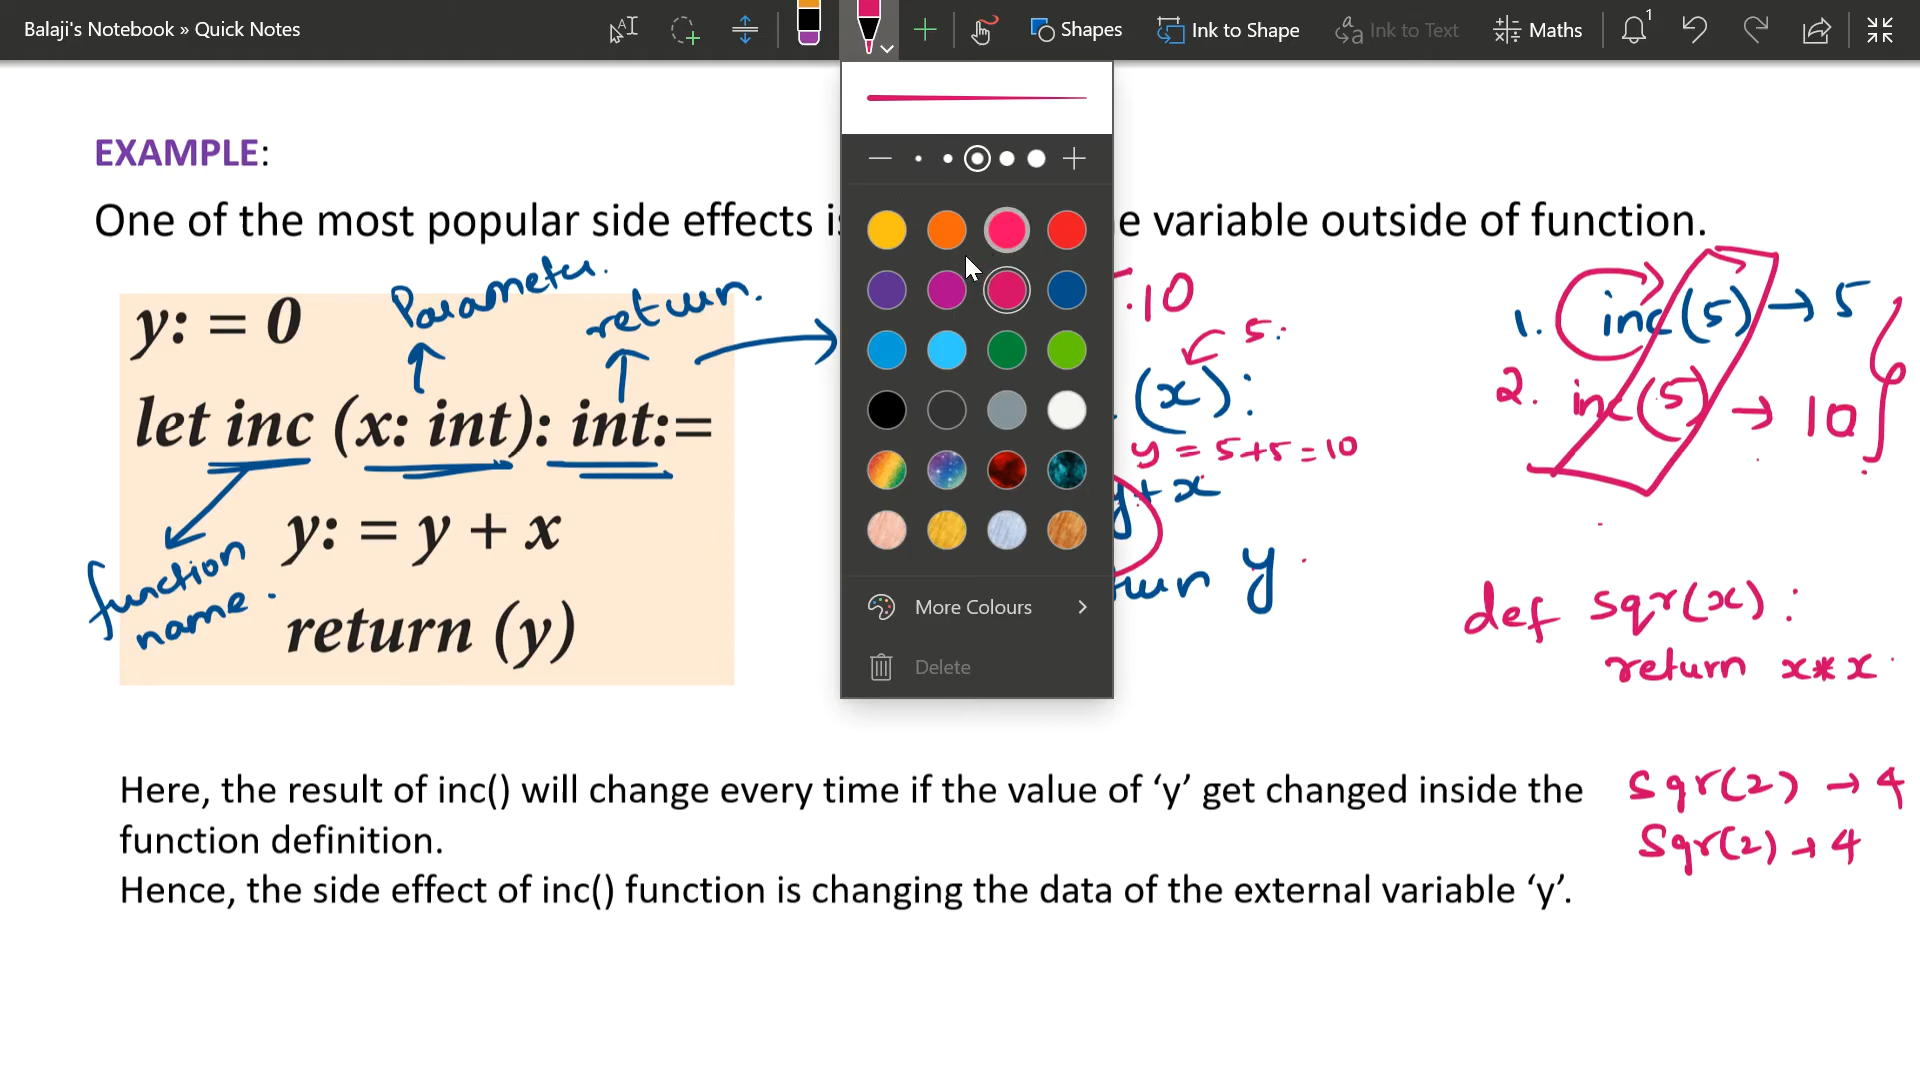 Balaji's Notebook » Quick Notes
Shapes
Ink to Shape
Ink to Text
Maths
1
EXAMPLE:
One of the most popular side effects variable outside of function.
y: = 0
let inc (x: int): int:=
y: = y + x
return (y)
Parameter.
return.
function
name.
10
5:
(x):
y = 5+5=10
y+x
y
1. inc(5) → 5
2. inc(5) → 10
def sqr(x):
return x*x
More Colours
Delete
Here, the result of inc() will change every time if the value of ‘y’ get changed inside the
function definition.
Hence, the side effect of inc() function is changing the data of the external variable ‘y’.
Sqr(2) → 4
Sqr(2) → 4